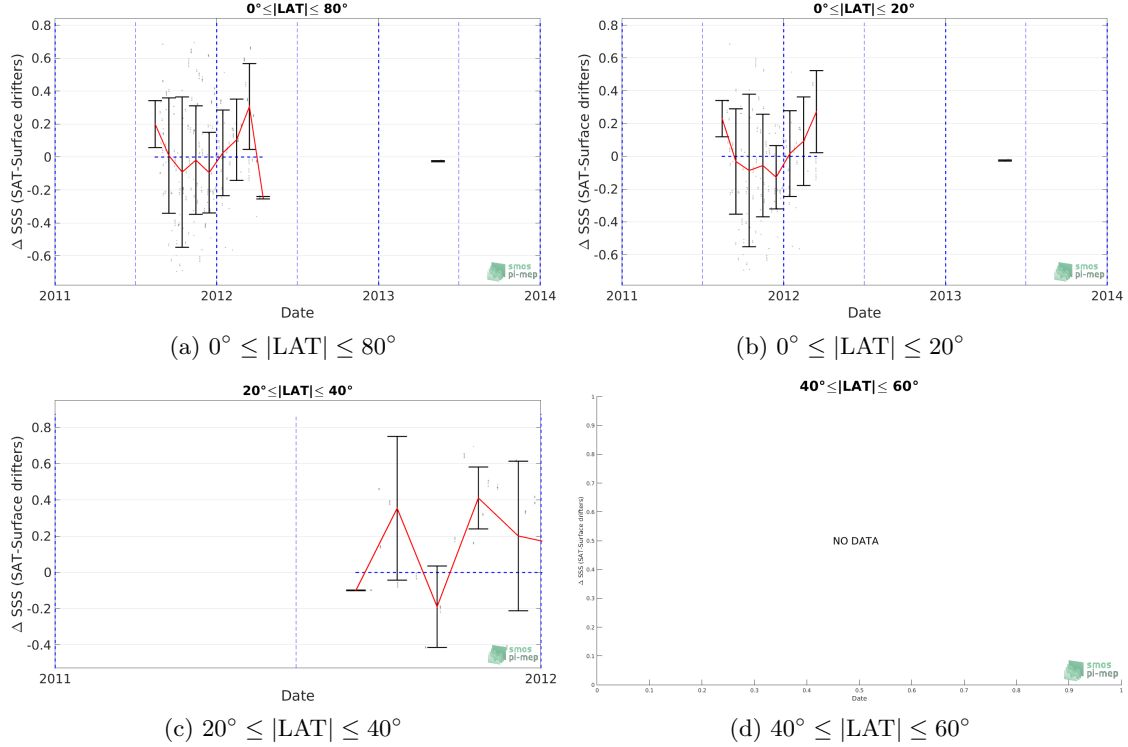 0°≤|LAT|≤ 80°
Δ SSS (SAT-Surface drifters)
0.8
0.6
0.4
0.2
0
-0.2
-0.4
-0.6
2011
2012
2013
2014
Date
smos
pi-mep
(a) 0° ≤ |LAT| ≤ 80°
0°≤|LAT|≤ 20°
Δ SSS (SAT-Surface drifters)
0.8
0.6
0.4
0.2
0
-0.2
-0.4
-0.6
2011
2012
2013
2014
Date
smos
pi-mep
(b) 0° ≤ |LAT| ≤ 20°
20°≤|LAT|≤ 40°
Δ SSS (SAT-Surface drifters)
0.8
0.6
0.4
0.2
0
-0.2
-0.4
2011
2012
Date
smos
pi-mep
(c) 20° ≤ |LAT| ≤ 40°
40°≤|LAT|≤ 60°
Δ SSS (SAT-Surface drifters)
1
0.9
0.8
0.7
0.6
0.5
0.4
0.3
0.2
0.1
0
NO DATA
0
0.1
0.2
0.3
0.4
0.5
0.6
0.7
0.8
0.9
1
Date
smos
pi-mep
(d) 40° ≤ |LAT| ≤ 60°